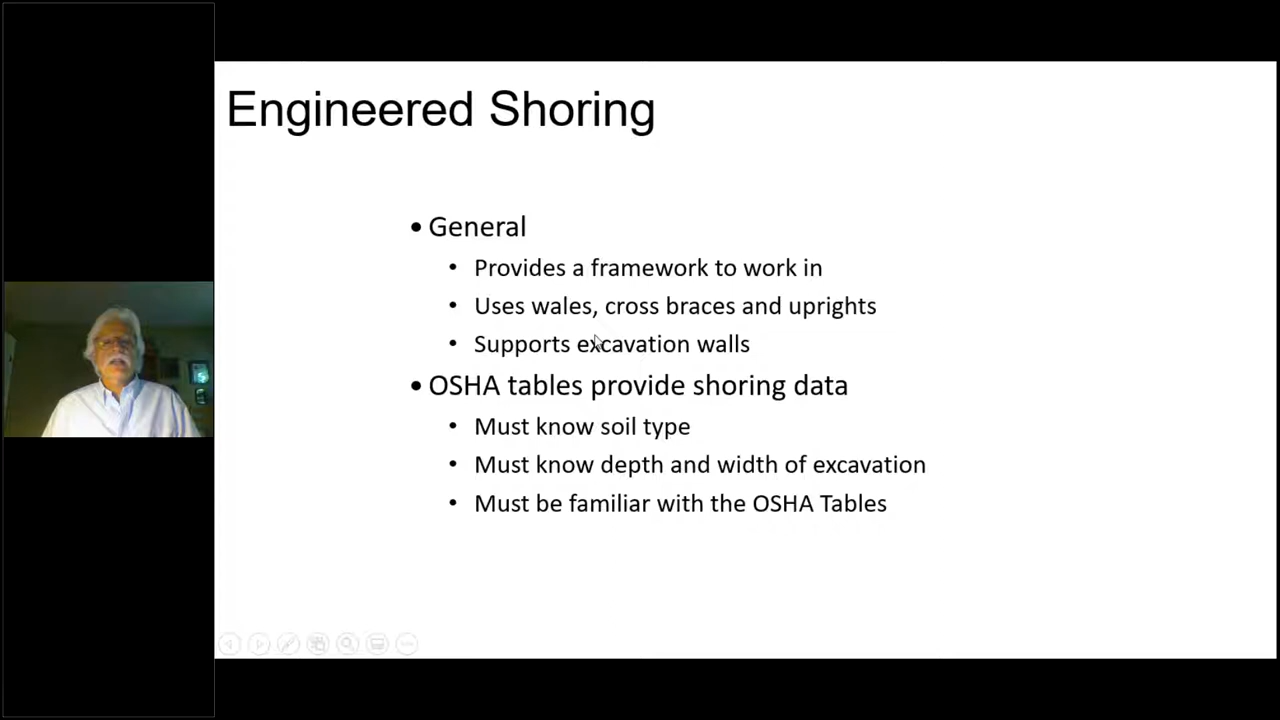 Engineered Shoring
• General
• Provides a framework to work in
• Uses wales, cross braces and uprights
• Supports excavation walls
• OSHA tables provide shoring data
• Must know soil type
• Must know depth and width of excavation
• Must be familiar with the OSHA Tables